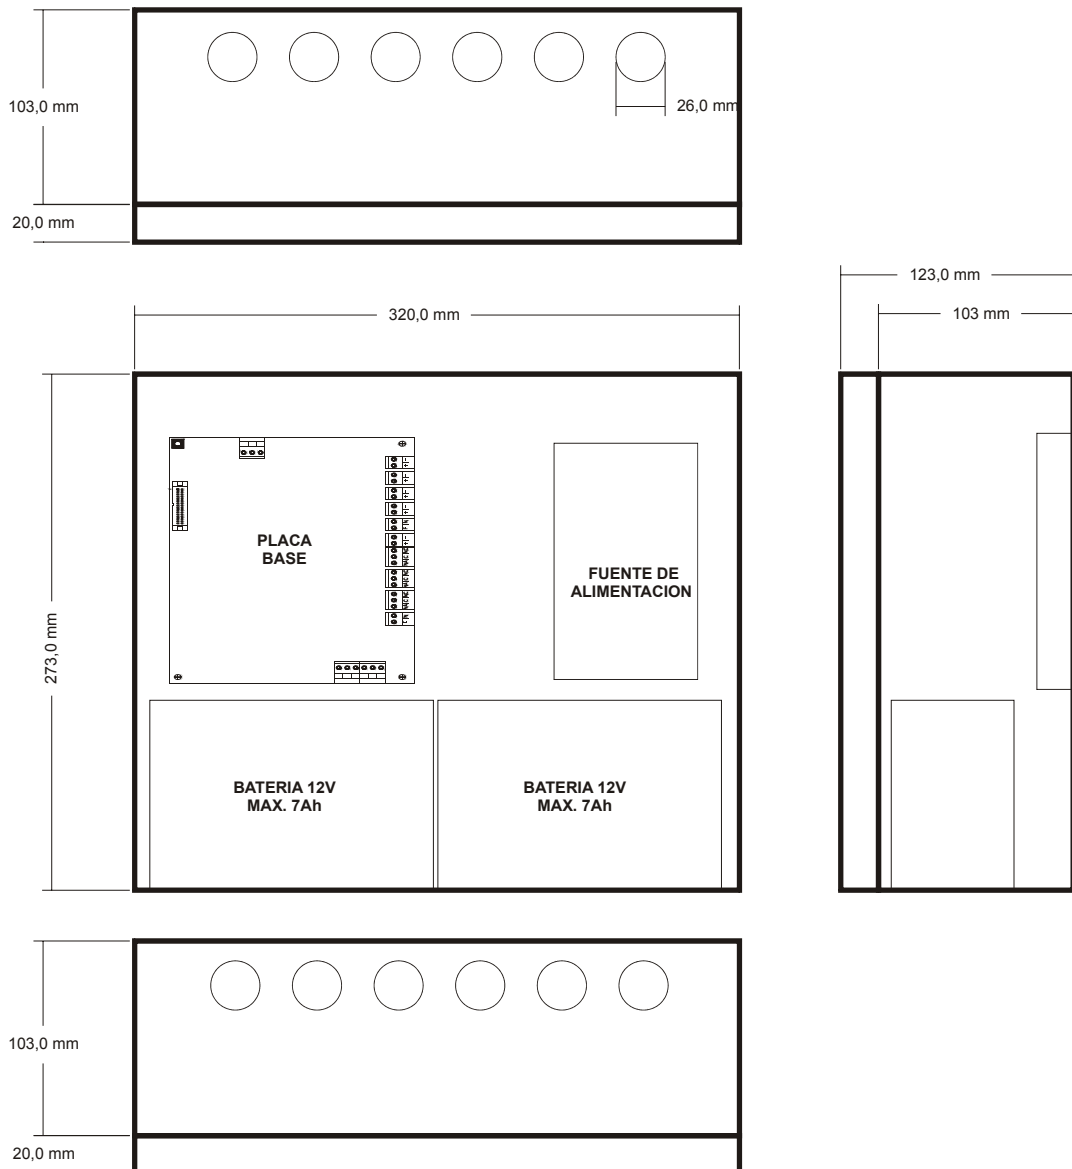 103,0 mm
26,0 mm
20,0 mm
123,0 mm
320,0 mm
103 mm
PLACA
BASE
FUENTE DE
ALIMENTACION
273,0 mm
BATERIA 12V
MAX. 7Ah
BATERIA 12V
MAX. 7Ah
103,0 mm
20,0 mm